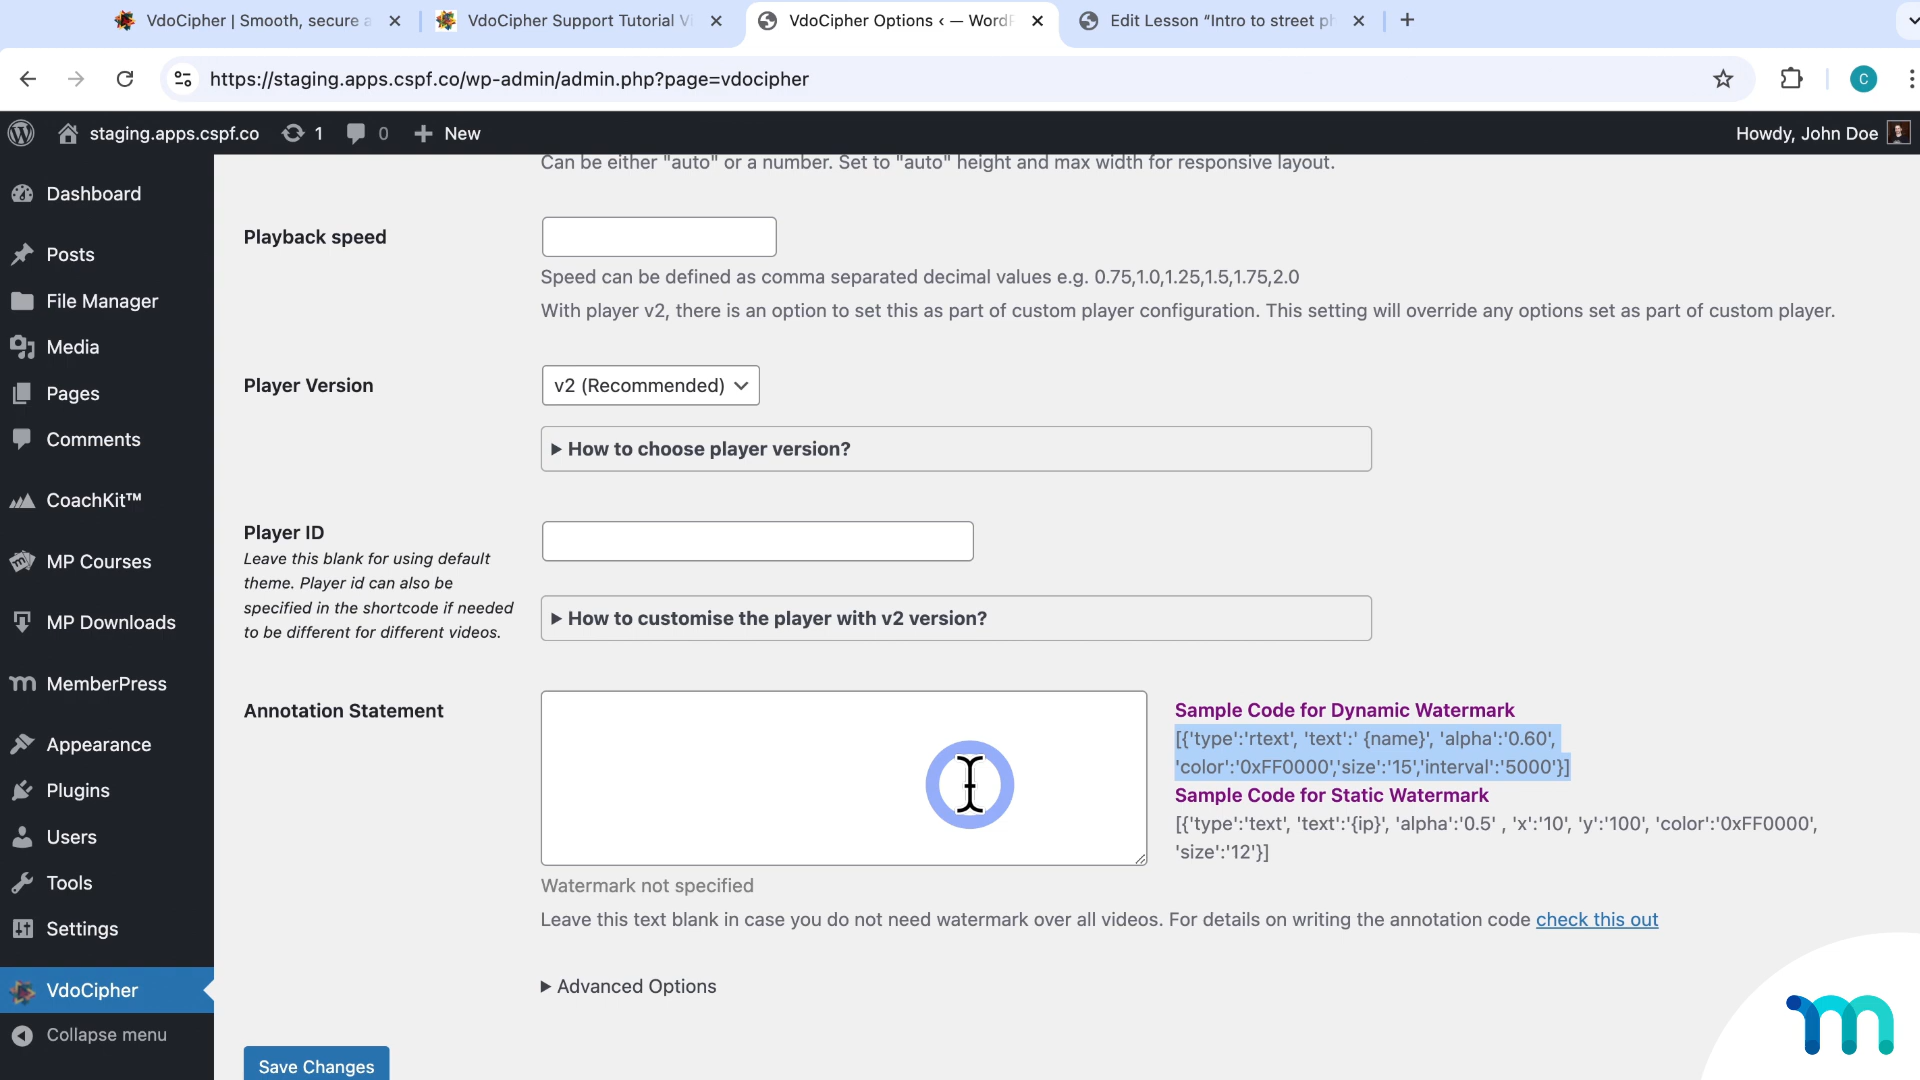 VdoCipher | Smooth, secure a
VdoCipher Support Tutorial Vi
VdoCipher Options ‹ — WordP
Edit Lesson “Intro to street ph
https://staging.apps.cspf.co/wp-admin/admin.php?page=vdocipher
C
staging.apps.cspf.co
1
0
New
Howdy, John Doe
Dashboard
Posts
File Manager
Media
Pages
Comments
CoachKit™
MP Courses
MP Downloads
MemberPress
Appearance
Plugins
Users
Tools
Settings
VdoCipher
Collapse menu
Can be either "auto" or a number. Set to "auto" height and max width for responsive layout.
Playback speed
Speed can be defined as comma separated decimal values e.g. 0.75,1.0,1.25,1.5,1.75,2.0
With player v2, there is an option to set this as part of custom player configuration. This setting will override any options set as part of custom player.
Player Version
v2 (Recommended)
How to choose player version?
Player ID
Leave this blank for using default
theme. Player id can also be
specified in the shortcode if needed
to be different for different videos.
How to customise the player with v2 version?
Annotation Statement
Sample Code for Dynamic Watermark
[{'type':'rtext', 'text':' {name}', 'alpha':'0.60',
'color':'0xFF0000','size':'15','interval':'5000'}]
Sample Code for Static Watermark
[{'type':'text', 'text':'{ip}', 'alpha':'0.5' , 'x':'10', 'y':'100', 'color':'0xFF0000',
'size':'12'}]
Watermark not specified
Leave this text blank in case you do not need watermark over all videos. For details on writing the annotation code check this out
Advanced Options
Save Changes
m